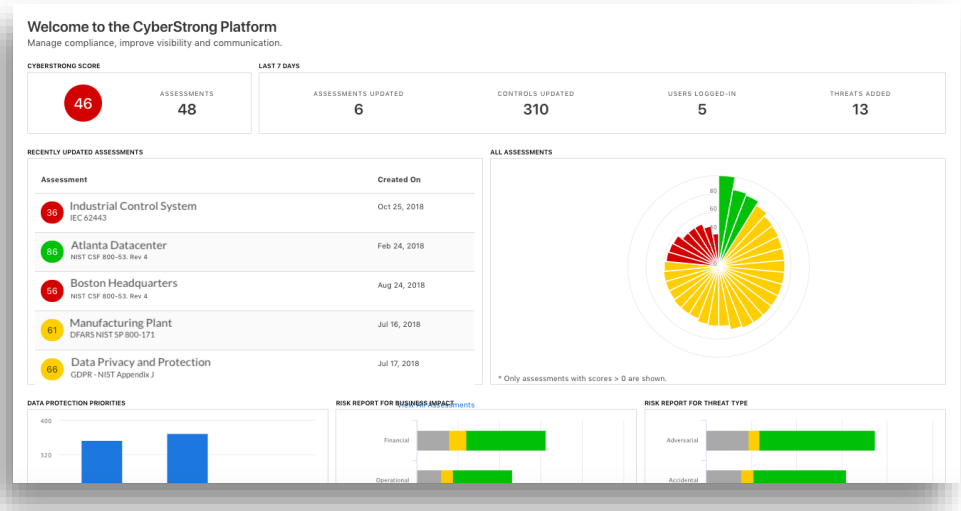 Welcome to the CyberStrong Platform
Manage compliance, improve visibility and communication.
CYBERSTRONG SCORE
LAST 7 DAYS
46
ASSESSMENTS
48
ASSESSMENTS UPDATED
6
CONTROLS UPDATED
310
USERS LOGGED-IN
5
THREATS ADDED
13
RECENTLY UPDATED ASSESSMENTS
Assessment Created On
36 Industrial Control System Oct 25, 2018
IEC 62443
86 Atlanta Datacenter Feb 24, 2018
NIST CSF 800-53. Rev 4
56 Boston Headquarters Aug 24, 2018
NIST CSF 800-53. Rev 4
61 Manufacturing Plant Jul 16, 2018
DFARS NIST SP 800-171
66 Data Privacy and Protection Jul 17, 2018
GDPR - NIST Appendix J
View All Assessments
ALL ASSESSMENTS
80
60
0
* Only assessments with scores > 0 are shown.
DATA PROTECTION PRIORITIES
400
320
RISK REPORT FOR BUSINESS IMPACT
Financial
Operational
RISK REPORT FOR THREAT TYPE
Adversarial
Accidental